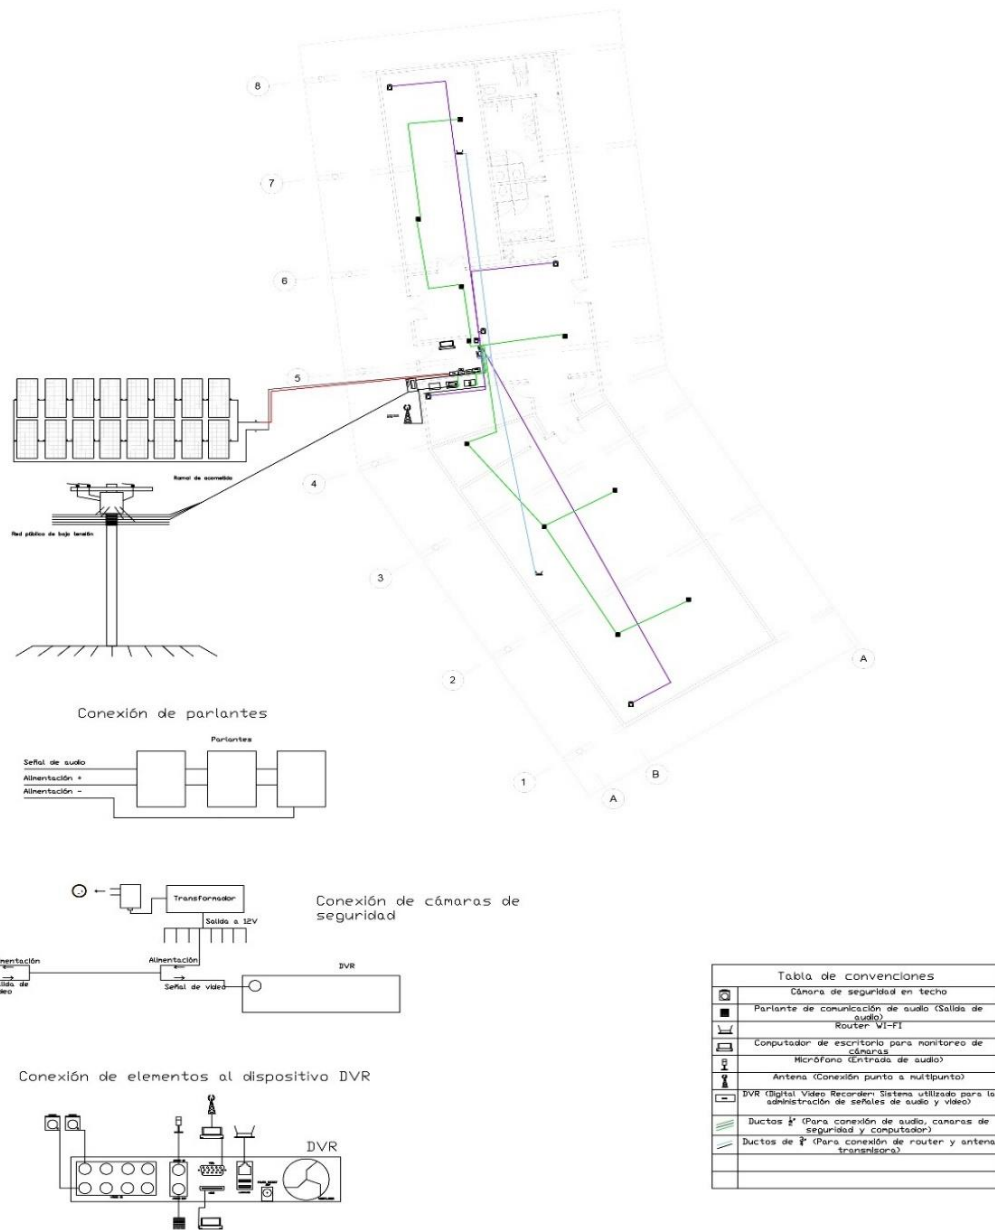 8
7
6
5
4
3
2
1
A
B
A
Ramal de acometida
Red pública de baja tensión
Conexión de parlantes
Parlantes
Señal de audio
Alimentación +
Alimentación -
Conexión de cámaras de
seguridad
Transformador
Salida a 12V
Alimentación
Señal de video
DVR
Conexión de elementos al dispositivo DVR
DVR
Tabla de convenciones
Cámara de seguridad en techo
Parlante de comunicación de audio (Salida de
audio)
Router WI-FI
Computador de escritorio para monitoreo de
cámaras
Micrófono (Entrada de audio)
Antena (Conexión punto a multipunto)
DVR (Digital Video Recorder: Sistema utilizado para la
administración de señales de audio y video)
Ductos (Para conexión de audio, camaras de
seguridad y computador)
Ductos de (Para conexión de router y antena
transmisora)